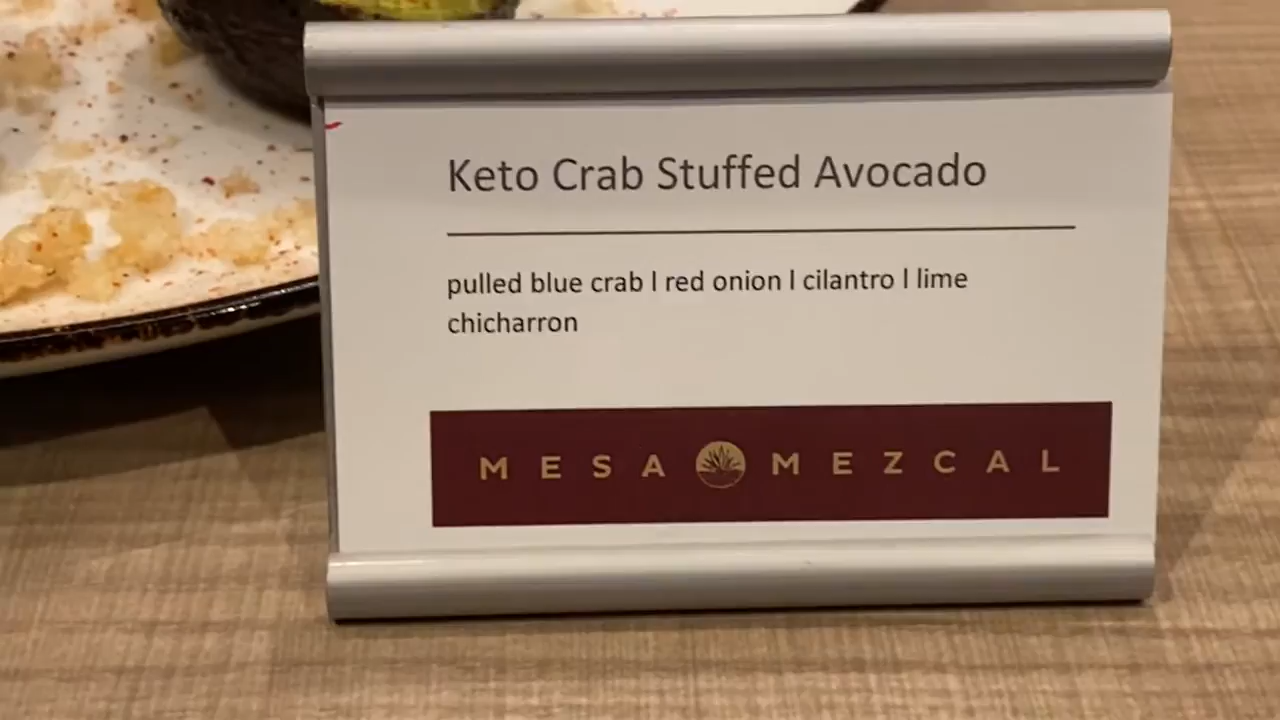 Keto Crab Stuffed Avocado
pulled blue crab l red onion l cilantro l lime
chicharron
MESA MEZCAL